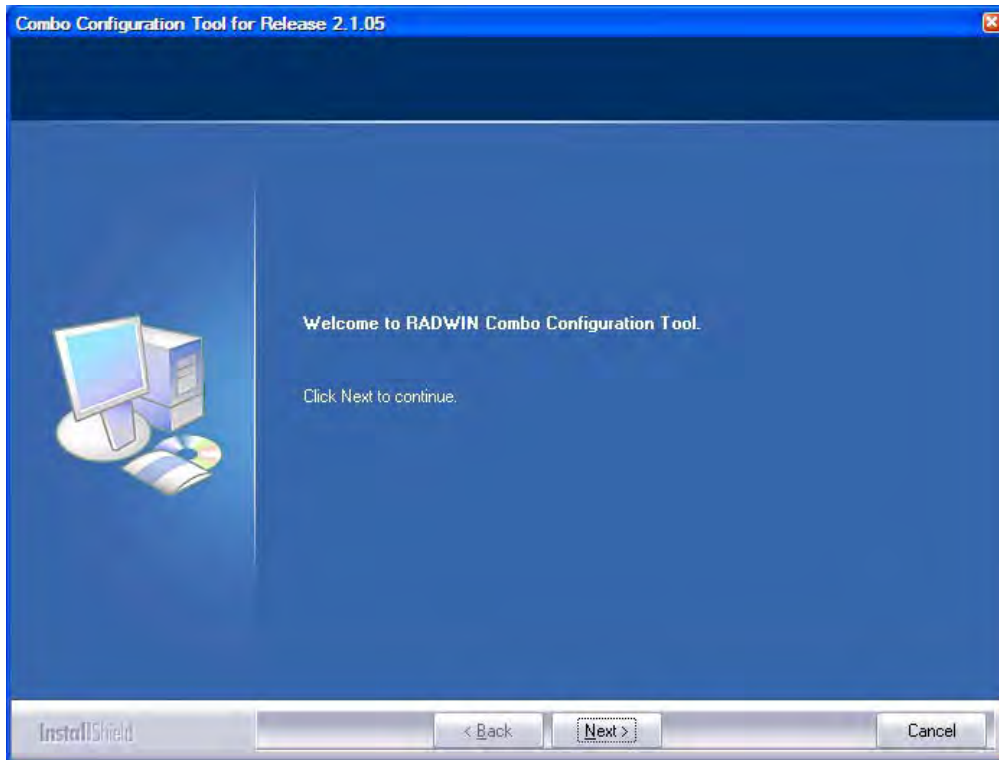 Combo Configuration Tool for Release 2.1.05
Welcome to RADWIN Combo Configuration Tool.
Click Next to continue.
InstallShield
< Back
Next >
Cancel